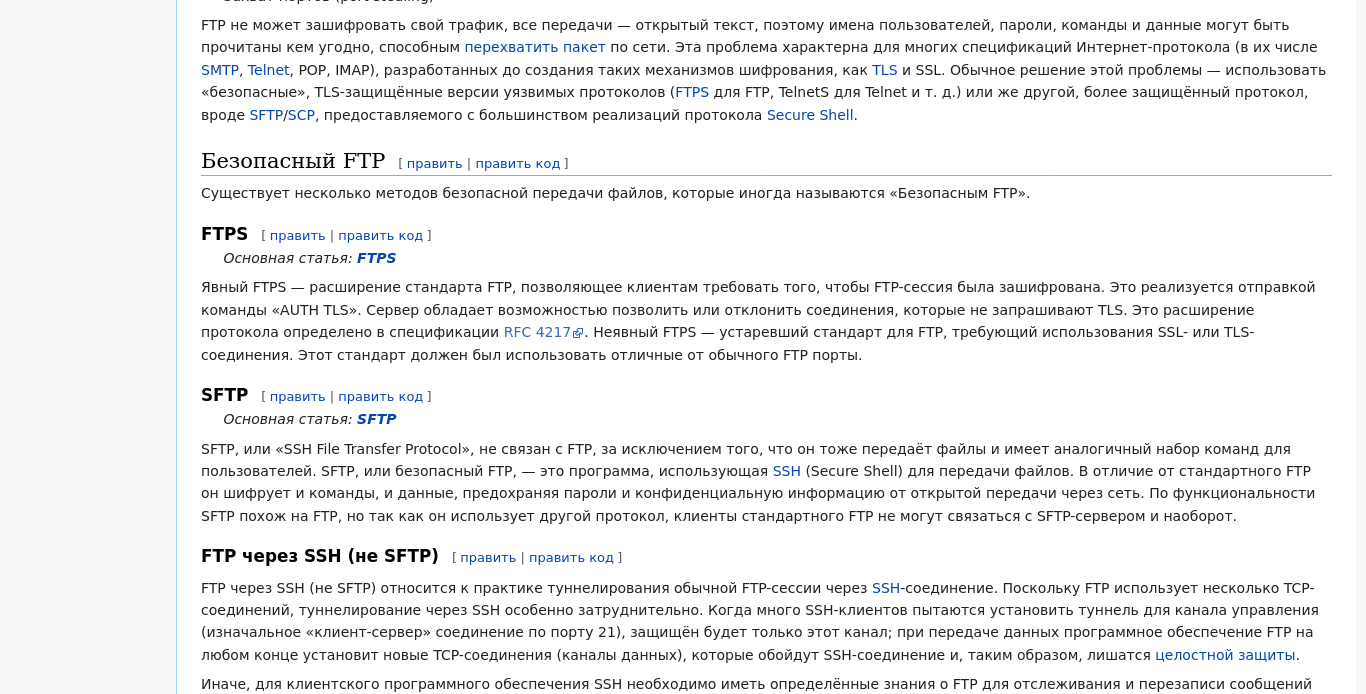 FTP не может зашифровать свой трафик, все передачи — открытый текст, поэтому имена пользователей, пароли, команды и данные могут быть
прочитаны кем угодно, способным перехватить пакет по сети. Эта проблема характерна для многих спецификаций Интернет-протокола (в их числе
SMTP, Telnet, POP, IMAP), разработанных до создания таких механизмов шифрования, как TLS и SSL. Обычное решение этой проблемы — использовать
«безопасные», TLS-защищённые версии уязвимых протоколов (FTPS для FTP, TelnetS для Telnet и т. д.) или же другой, более защищённый протокол,
вроде SFTP/SCP, предоставляемого с большинством реализаций протокола Secure Shell.
Безопасный FTP [ править | править код ]
Существует несколько методов безопасной передачи файлов, которые иногда называются «Безопасным FTP».
FTPS [ править | править код ]
Основная статья: FTPS
Явный FTPS — расширение стандарта FTP, позволяющее клиентам требовать того, чтобы FTP-сессия была зашифрована. Это реализуется отправкой
команды «AUTH TLS». Сервер обладает возможностью позволить или отклонить соединения, которые не запрашивают TLS. Это расширение
протокола определено в спецификации RFC 4217. Неявный FTPS — устаревший стандарт для FTP, требующий использования SSL- или TLS-
соединения. Этот стандарт должен был использовать отличные от обычного FTP порты.
SFTP [ править | править код ]
Основная статья: SFTP
SFTP, или «SSH File Transfer Protocol», не связан с FTP, за исключением того, что он тоже передаёт файлы и имеет аналогичный набор команд для
пользователей. SFTP, или безопасный FTP, — это программа, использующая SSH (Secure Shell) для передачи файлов. В отличие от стандартного FTP
он шифрует и команды, и данные, предохраняя пароли и конфиденциальную информацию от открытой передачи через сеть. По функциональности
SFTP похож на FTP, но так как он использует другой протокол, клиенты стандартного FTP не могут связаться с SFTP-сервером и наоборот.
FTP через SSH (не SFTP) [ править | править код ]
FTP через SSH (не SFTP) относится к практике туннелирования обычной FTP-сессии через SSH-соединение. Поскольку FTP использует несколько TCP-
соединений, туннелирование через SSH особенно затруднительно. Когда много SSH-клиентов пытаются установить туннель для канала управления
(изначальное «клиент-сервер» соединение по порту 21), защищён будет только этот канал; при передаче данных программное обеспечение FTP на
любом конце установит новые TCP-соединения (каналы данных), которые обойдут SSH-соединение и, таким образом, лишатся целостной защиты.
Иначе, для клиентского программного обеспечения SSH необходимо иметь определённые знания о FTP для отслеживания и перезаписи сообщений